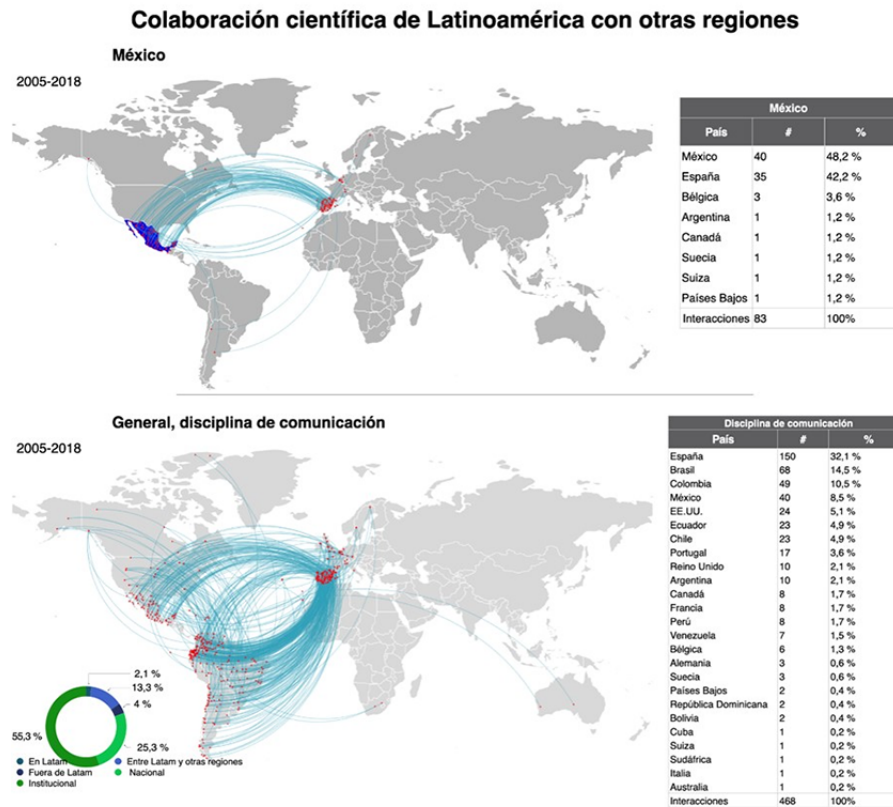 Colaboración científica de Latinoamérica con otras regiones
México
2005-2018
México
País # %
México 40 48,2 %
España 35 42,2 %
Bélgica 3 3,6 %
Argentina 1 1,2 %
Canadá 1 1,2 %
Suecia 1 1,2 %
Suiza 1 1,2 %
Países Bajos 1 1,2 %
Interacciones 83 100%
General, disciplina de comunicación
2005-2018
Disciplina de comunicación
País # %
España 150 32,1 %
Brasil 68 14,5 %
Colombia 49 10,5 %
México 40 8,5 %
EE.UU. 24 5,1 %
Ecuador 23 4,9 %
Chile 23 4,9 %
Portugal 17 3,6 %
Reino Unido 10 2,1 %
Argentina 10 2,1 %
Canadá 8 1,7 %
Francia 8 1,7 %
Perú 8 1,7 %
Venezuela 7 1,5 %
Bélgica 6 1,3 %
Alemania 3 0,6 %
Suecia 3 0,6 %
Países Bajos 2 0,4 %
República Dominicana 2 0,4 %
Bolivia 2 0,4 %
Cuba 1 0,2 %
Suiza 1 0,2 %
Sudáfrica 1 0,2 %
Italia 1 0,2 %
Australia 1 0,2 %
Interacciones 468 100%
2,1 %
13,3 %
4 %
55,3 %
25,3 %
En Latam Entre Latam y otras regiones
Fuera de Latam Nacional
Institucional